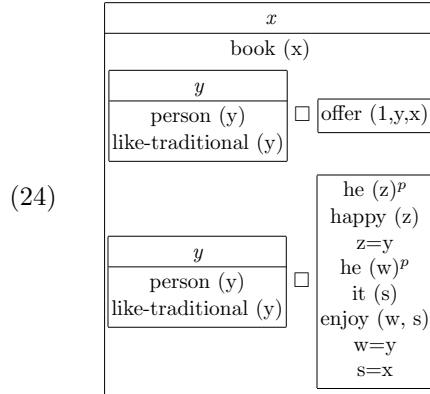 x
book (x)
y
person (y)
like-traditional (y)
□
offer (1,y,x)
(24)
y
person (y)
like-traditional (y)
□
he (z)ᵖ
happy (z)
z=y
he (w)ᵖ
it (s)
enjoy (w, s)
w=y
s=x